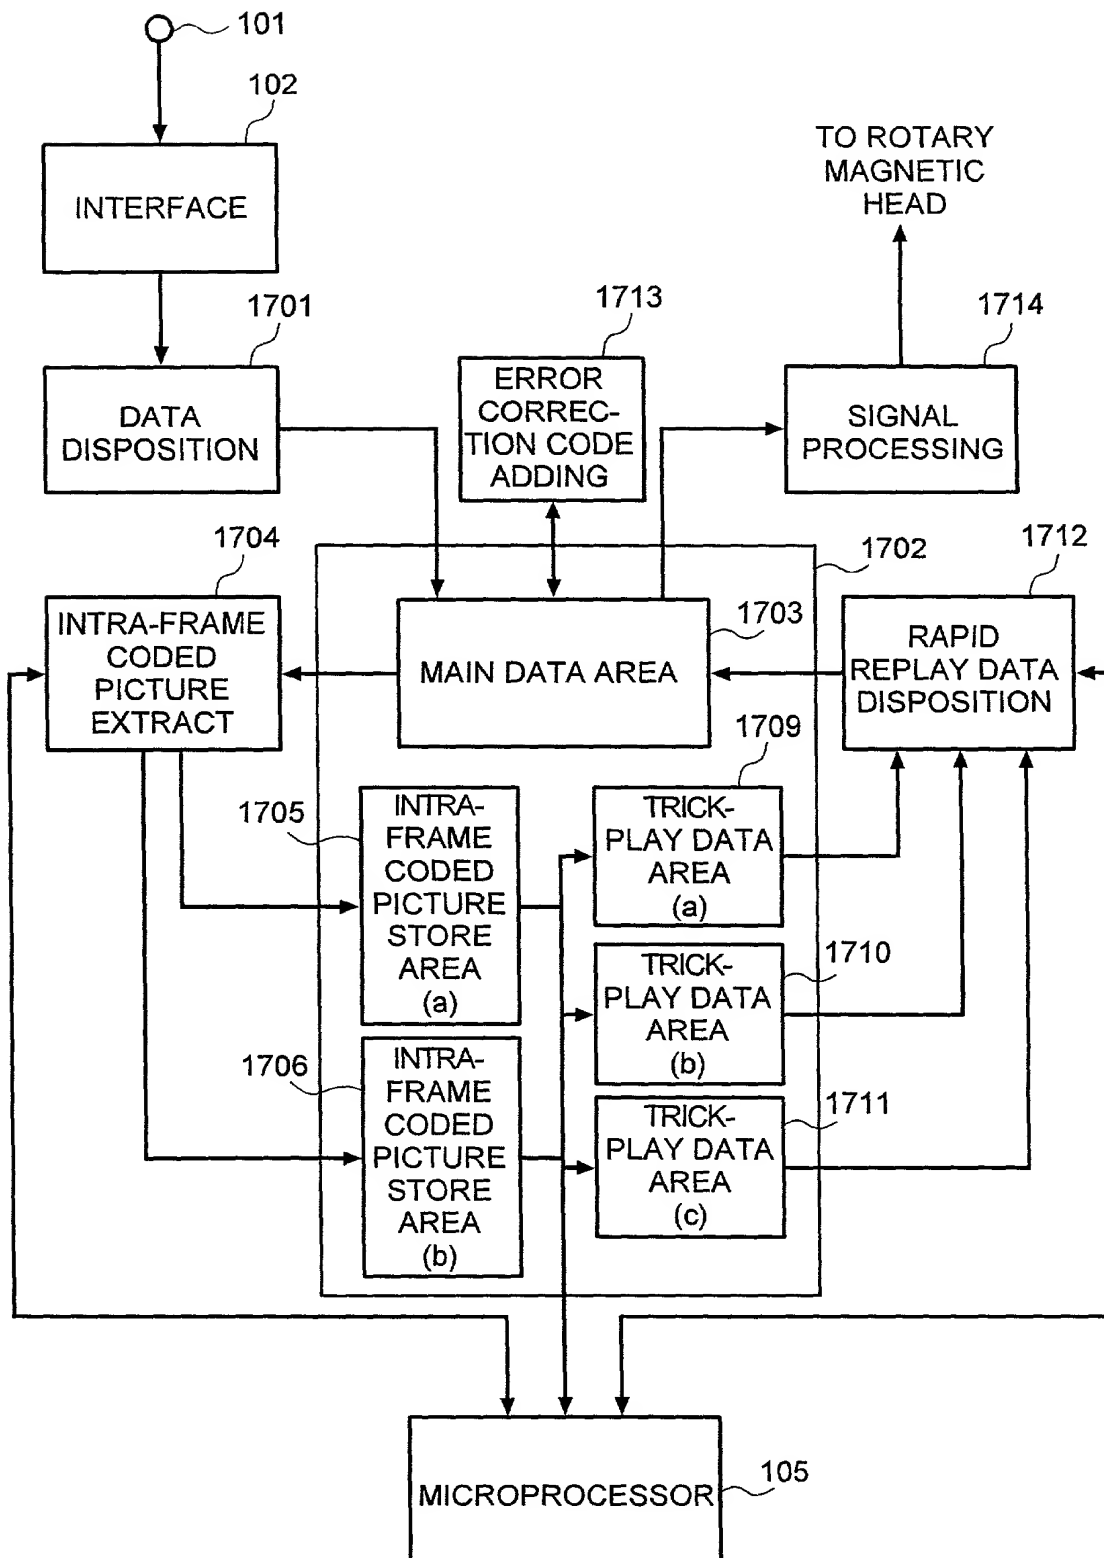 101
102
INTERFACE
TO ROTARY
MAGNETIC
HEAD
1701
DATA
DISPOSITION
1713
ERROR
CORREC-
TION CODE
ADDING
1714
SIGNAL
PROCESSING
1704
INTRA-FRAME
CODED
PICTURE
EXTRACT
1702
1703
MAIN DATA AREA
1712
RAPID
REPLAY DATA
DISPOSITION
1705
INTRA-
FRAME
CODED
PICTURE
STORE
AREA
(a)
1709
TRICK-
PLAY DATA
AREA
(a)
1710
TRICK-
PLAY DATA
AREA
(b)
1706
INTRA-
FRAME
CODED
PICTURE
STORE
AREA
(b)
1711
TRICK-
PLAY DATA
AREA
(c)
MICROPROCESSOR
105